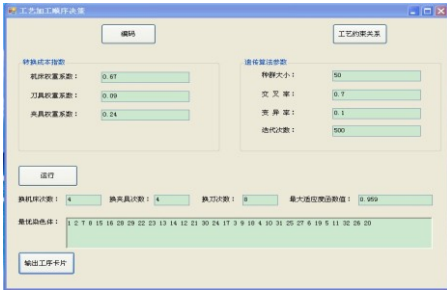 工艺加工顺序决策
编码
工艺约束关系
转换成本指数
遗传算法参数
机床权重系数： 0.67
种群大小： 50
刀具权重系数： 0.09
交 叉 率： 0.7
夹具权重系数： 0.24
变 异 率： 0.1
迭代次数： 500
运行
换机床次数： 4 换夹具次数： 4 换刀次数： 8 最大适应度函数值： 0.959
最优染色体： 1 2 7 8 15 16 28 29 22 23 13 14 12 21 30 24 17 3 9 18 4 10 31 25 27 6 19 5 11 32 26 20
输出工序卡片